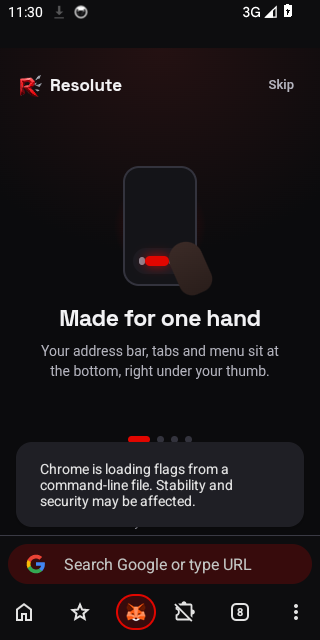 11:30
3G
Resolute
Skip
Made for one hand
Your address bar, tabs and menu sit at
the bottom, right under your thumb.
Chrome is loading flags from a
command-line file. Stability and
security may be affected.
Search Google or type URL
8